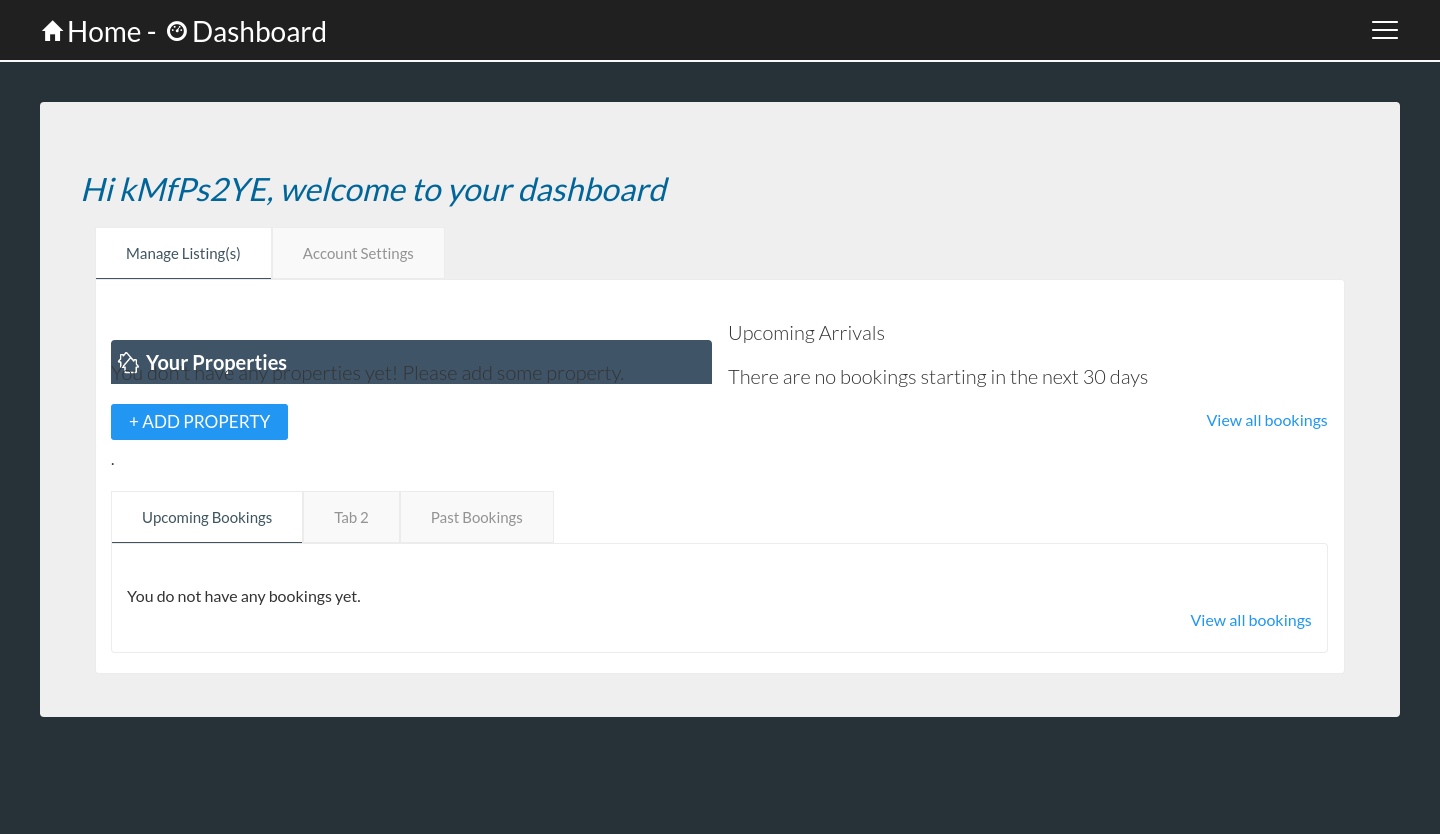 Home - Dashboard
Hi kMfPs2YE, welcome to your dashboard
Manage Listing(s) Account Settings
Upcoming Arrivals
Your Properties
You don't have any properties yet! Please add some property.
There are no bookings starting in the next 30 days
+ ADD PROPERTY
View all bookings
.
Upcoming Bookings Tab 2 Past Bookings
You do not have any bookings yet.
View all bookings